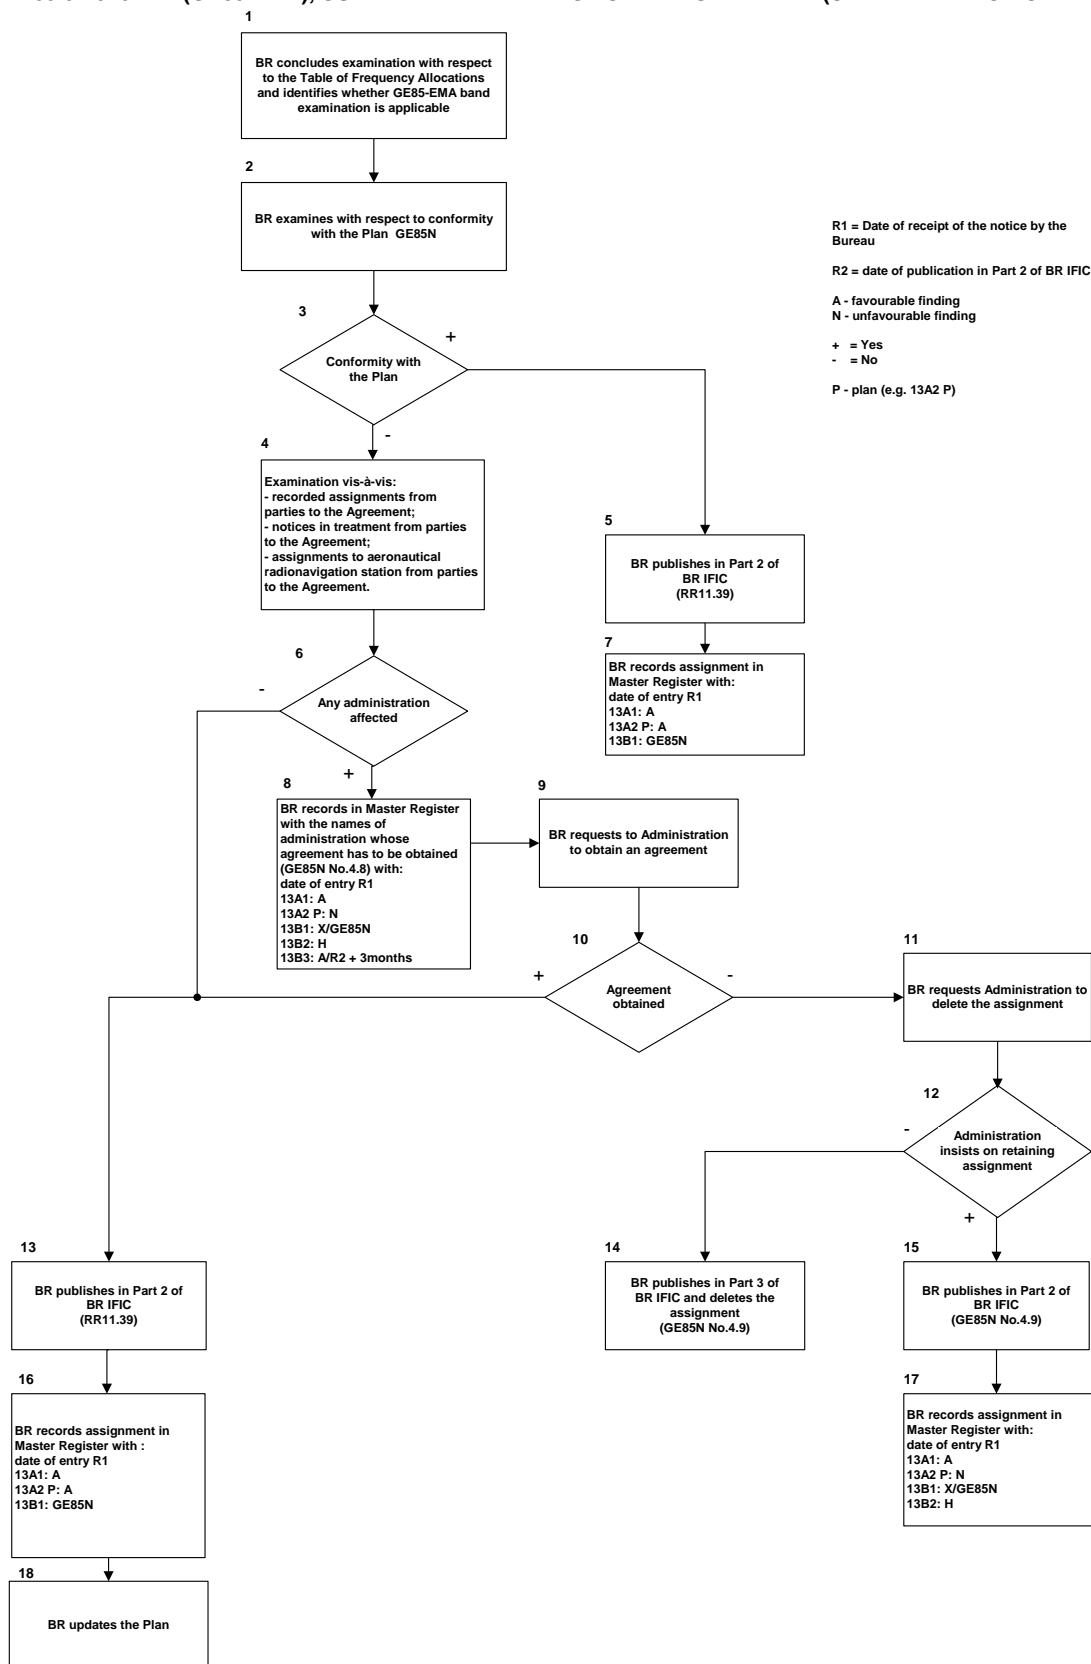 1
BR concludes examination with respect
to the Table of Frequency Allocations
and identifies whether GE85-EMA band
examination is applicable
2
BR examines with respect to conformity
with the Plan GE85N
R1 = Date of receipt of the notice by the
Bureau
R2 = date of publication in Part 2 of BR IFIC
A - favourable finding
N - unfavourable finding
+ = Yes
- = No
P - plan (e.g. 13A2 P)
3
+
Conformity with
the Plan
-
4
Examination vis-à-vis:
- recorded assignments from
parties to the Agreement;
- notices in treatment from parties
to the Agreement;
- assignments to aeronautical
radionavigation station from parties
to the Agreement.
5
BR publishes in Part 2 of
BR IFIC
(RR11.39)
6
-
Any administration
affected
+
7
BR records assignment in
Master Register with:
date of entry R1
13A1: A
13A2 P: A
13B1: GE85N
8
BR records in Master Register
with the names of
administration whose
agreement has to be obtained
(GE85N No.4.8) with:
date of entry R1
13A1: A
13A2 P: N
13B1: X/GE85N
13B2: H
13B3: A/R2 + 3months
9
BR requests to Administration
to obtain an agreement
10
+
-
Agreement
obtained
11
BR requests Administration to
delete the assignment
12
-
Administration
insists on retaining
assignment
+
13
BR publishes in Part 2 of
BR IFIC
(RR11.39)
14
BR publishes in Part 3 of
BR IFIC and deletes the
assignment
(GE85N No.4.9)
15
BR publishes in Part 2 of
BR IFIC
(GE85N No.4.9)
16
BR records assignment in
Master Register with :
date of entry R1
13A1: A
13A2 P: A
13B1: GE85N
17
BR records assignment in
Master Register with:
date of entry R1
13A1: A
13A2 P: N
13B1: X/GE85N
13B2: H
18
BR updates the Plan